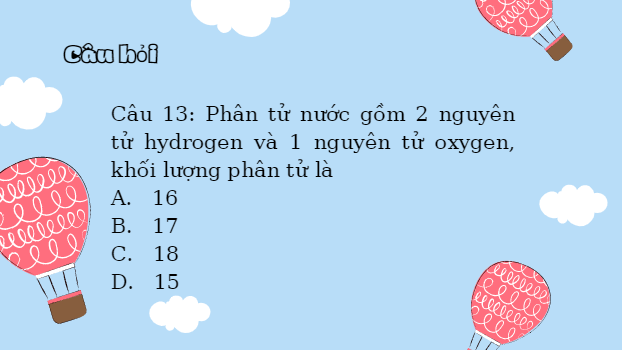 Câu hỏi
Câu 13: Phân tử nước gồm 2 nguyên
tử hydrogen và 1 nguyên tử oxygen,
khối lượng phân tử là
A. 16
B. 17
C. 18
D. 15